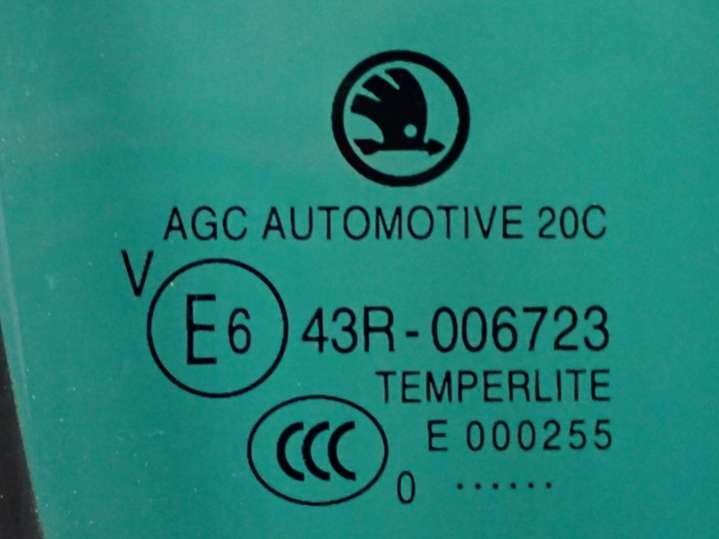 AGC AUTOMOTIVE 20C
V
E6 43R-006723
TEMPERLITE
CCC E 000255
0 ......